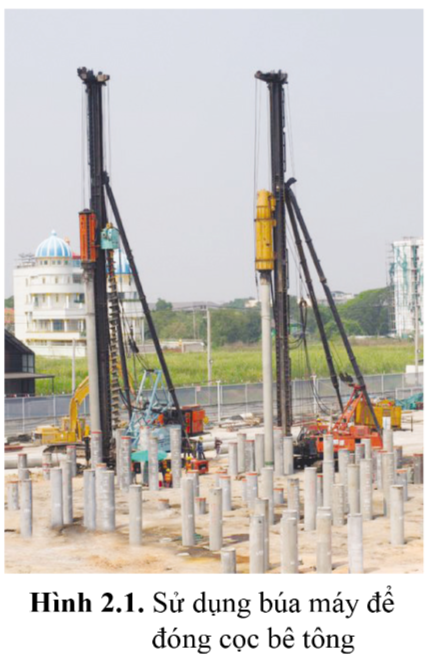 Hình 2.1. Sử dụng búa máy để
đóng cọc bê tông